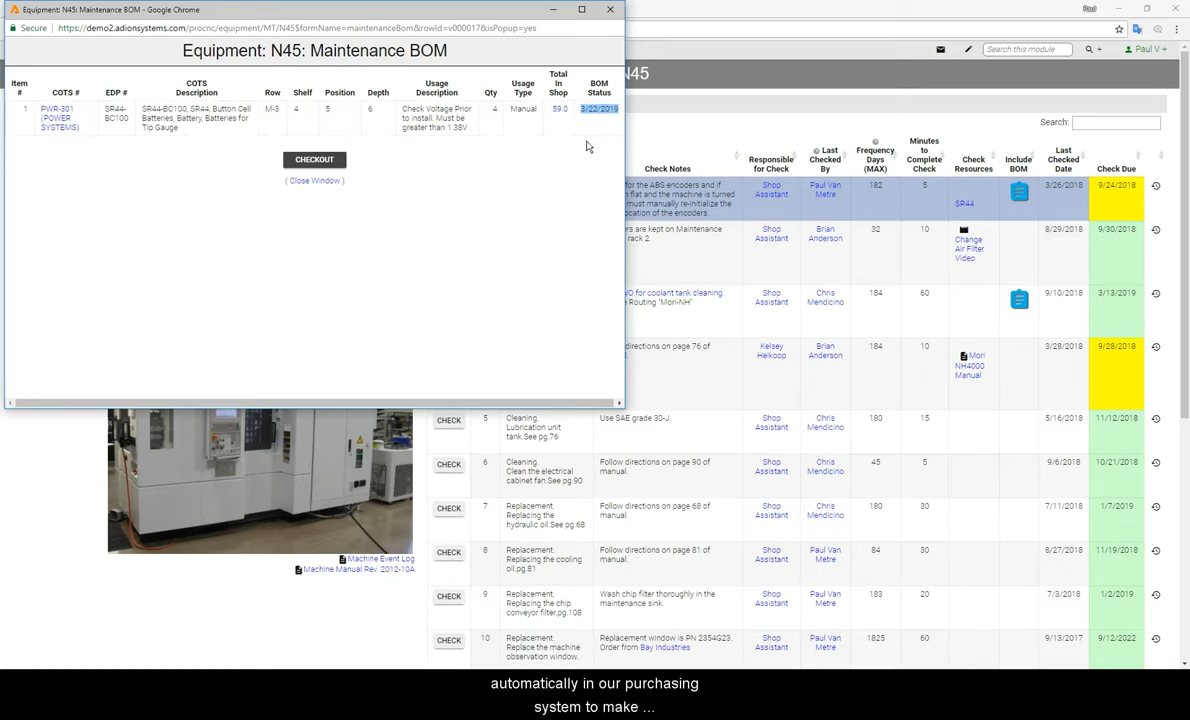 Equipment: N45: Maintenance BOM - Google Chrome
Secure
https://demo2.adionsystems.com/procnc/equipment/MT/N45$formName=maintenanceBom&rowId=v000017&isPopup=yes
Equipment: N45: Maintenance BOM
Item # COTS # EDP # COTS Description Row Shelf Position Depth Usage Description Qty Usage Type Total In Shop BOM Status
1 PWR-301 (POWER SYSTEMS) SR44-BC100 SR44-BC100, SR44, Button Cell Batteries, Battery, Batteries for Tip Gauge M-3 4 5 6 Check Voltage Prior to install. Must be greater than 1.38V 4 Manual 59.0 3/22/2019
CHECKOUT
( Close Window )
Paul
Search this module
Paul V
N45
Search:
Check Notes Responsible for Check Last Checked By Frequency Days (MAX) Minutes to Complete Check Check Resources Include BOM Last Checked Date Check Due
for the ABS encoders and if
flat and the machine is turned
must manually re-initialize the
location of the encoders.
Shop Assistant Paul Van Metre 182 5 SR44 3/26/2018 9/24/2018
are kept on Maintenance
rack 2.
Shop Assistant Brian Anderson 32 10 Change Air Filter Video 8/29/2018 9/30/2018
WO for coolant tank cleaning.
Routing "Mori-NH"
Shop Assistant Chris Mendicino 184 60 9/10/2018 3/13/2019
directions on page 76 of
manual.
Kelsey Heikoop Brian Anderson 184 10 Mori NH4000 Manual 3/28/2018 9/28/2018
CHECK 5 Cleaning. Lubrication unit tank.See pg.76 Use SAE grade 30-J. Shop Assistant Chris Mendicino 180 15 5/16/2018 11/12/2018
CHECK 6 Cleaning. Clean the electrical cabinet fan.See pg.90 Follow directions on page 90 of manual. Shop Assistant Chris Mendicino 45 5 9/6/2018 10/21/2018
CHECK 7 Replacement. Replacing the hydraulic oil.See pg.68 Follow directions on page 68 of manual. Shop Assistant Chris Mendicino 180 30 7/11/2018 1/7/2019
CHECK 8 Replacement. Replacing the cooling oil.pg.81 Follow directions on page 81 of manual. Shop Assistant Paul Van Metre 84 30 8/27/2018 11/19/2018
CHECK 9 Replacement. Replacing the chip conveyor filter.pg.108 Wash chip filter thoroughly in the maintenance sink. Shop Assistant Paul Van Metre 183 20 7/3/2018 1/2/2019
CHECK 10 Replacement. Replace the machine observation window. Replacement window is PN 2354G23. Order from Bay Industries Shop Assistant Paul Van Metre 1825 60 9/13/2017 9/12/2022
Machine Event Log
Machine Manual Rev. 2012-10A
automatically in our purchasing
system to make ...